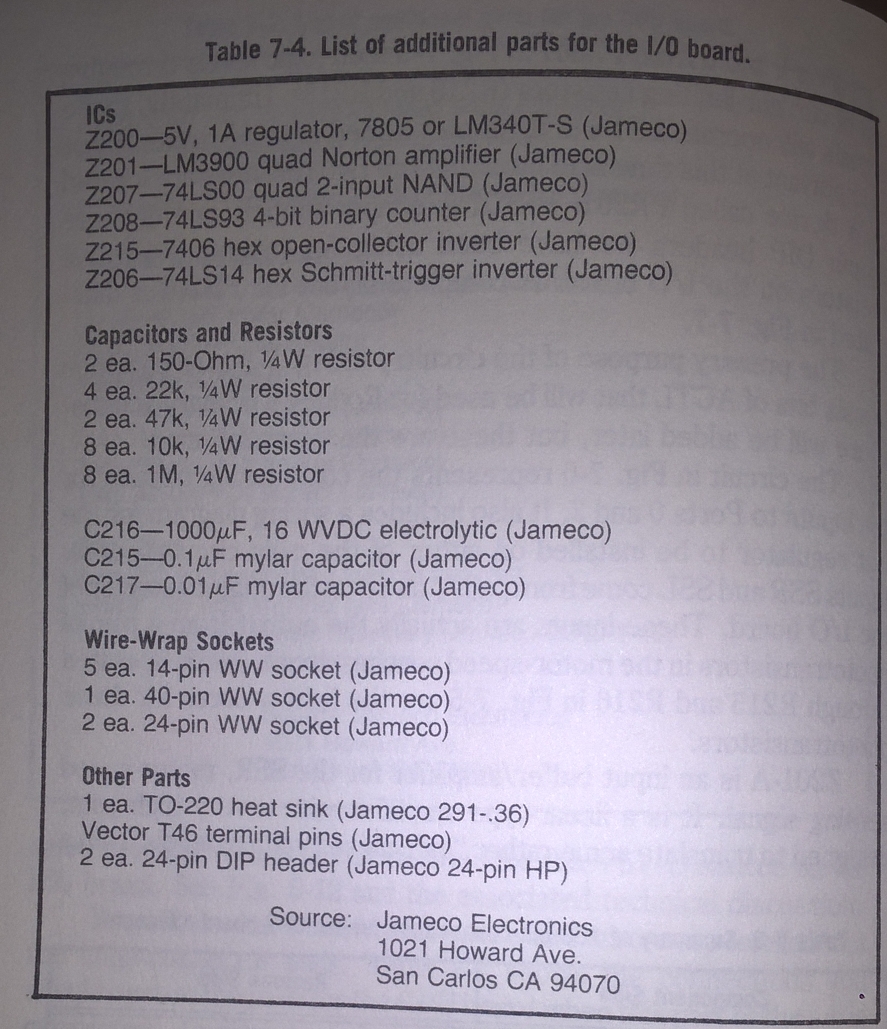 Table 7-4. List of additional parts for the I/O board.
ICs
Z200—5V, 1A regulator, 7805 or LM340T-S (Jameco)
Z201—LM3900 quad Norton amplifier (Jameco)
Z207—74LS00 quad 2-input NAND (Jameco)
Z208—74LS93 4-bit binary counter (Jameco)
Z215—7406 hex open-collector inverter (Jameco)
Z206—74LS14 hex Schmitt-trigger inverter (Jameco)
Capacitors and Resistors
2 ea. 150-Ohm, ¼W resistor
4 ea. 22k, ¼W resistor
2 ea. 47k, ¼W resistor
8 ea. 10k, ¼W resistor
8 ea. 1M, ¼W resistor
C216—1000μF, 16 WVDC electrolytic (Jameco)
C215—0.1μF mylar capacitor (Jameco)
C217—0.01μF mylar capacitor (Jameco)
Wire-Wrap Sockets
5 ea. 14-pin WW socket (Jameco)
1 ea. 40-pin WW socket (Jameco)
2 ea. 24-pin WW socket (Jameco)
Other Parts
1 ea. TO-220 heat sink (Jameco 291-.36)
Vector T46 terminal pins (Jameco)
2 ea. 24-pin DIP header (Jameco 24-pin HP)
Source: Jameco Electronics
1021 Howard Ave.
San Carlos CA 94070